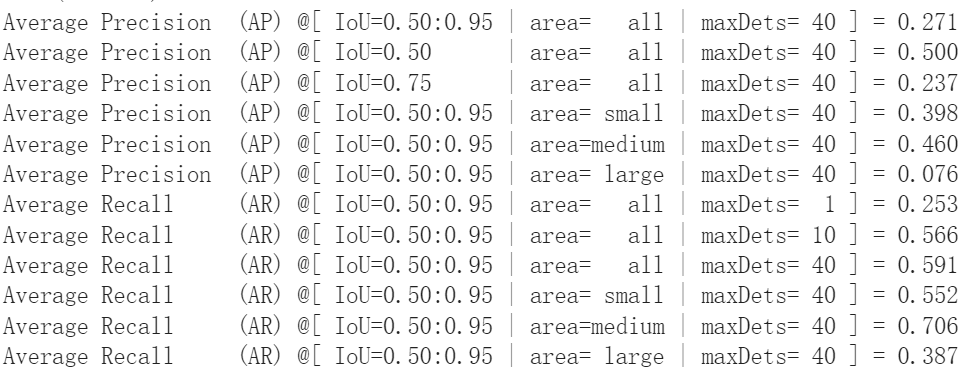 Average Precision  (AP) @[ IoU=0.50:0.95 | area=   all | maxDets= 40 ] = 0.271
Average Precision  (AP) @[ IoU=0.50      | area=   all | maxDets= 40 ] = 0.500
Average Precision  (AP) @[ IoU=0.75      | area=   all | maxDets= 40 ] = 0.237
Average Precision  (AP) @[ IoU=0.50:0.95 | area= small | maxDets= 40 ] = 0.398
Average Precision  (AP) @[ IoU=0.50:0.95 | area=medium | maxDets= 40 ] = 0.460
Average Precision  (AP) @[ IoU=0.50:0.95 | area= large | maxDets= 40 ] = 0.076
Average Recall     (AR) @[ IoU=0.50:0.95 | area=   all | maxDets=  1 ] = 0.253
Average Recall     (AR) @[ IoU=0.50:0.95 | area=   all | maxDets= 10 ] = 0.566
Average Recall     (AR) @[ IoU=0.50:0.95 | area=   all | maxDets= 40 ] = 0.591
Average Recall     (AR) @[ IoU=0.50:0.95 | area= small | maxDets= 40 ] = 0.552
Average Recall     (AR) @[ IoU=0.50:0.95 | area=medium | maxDets= 40 ] = 0.706
Average Recall     (AR) @[ IoU=0.50:0.95 | area= large | maxDets= 40 ] = 0.387